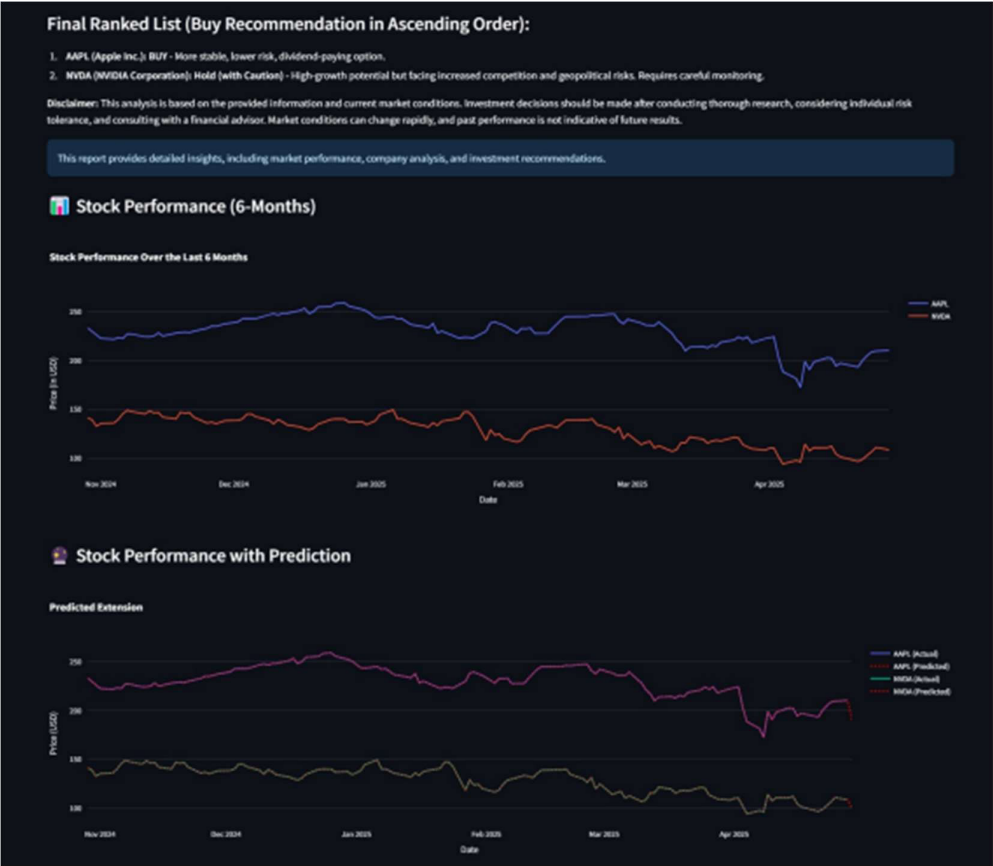 Final Ranked List (Buy Recommendation in Ascending Order):
1. AAPL (Apple Inc.): BUY - More stable, lower risk, dividend-paying option.
2. NVDA (NVIDIA Corporation): Hold (with Caution) - High-growth potential but facing increased competition and geopolitical risks. Requires careful monitoring.
Disclaimer: This analysis is based on the provided information and current market conditions. Investment decisions should be made after conducting thorough research, considering individual risk
tolerance, and consulting with a financial advisor. Market conditions can change rapidly, and past performance is not indicative of future results.
This report provides detailed insights, including market performance, company analysis, and investment recommendations.
Stock Performance (6-Months)
Stock Performance Over the Last 6 Months
AAPL
NVDA
250
200
150
100
Price (in USD)
Nov 2024 Dec 2024 Jan 2025 Feb 2025 Mar 2025 Apr 2025
Date
Stock Performance with Prediction
Predicted Extension
AAPL (Actual)
AAPL (Predicted)
NVDA (Actual)
NVDA (Predicted)
250
200
150
100
Price (USD)
Nov 2024 Dec 2024 Jan 2025 Feb 2025 Mar 2025 Apr 2025
Date